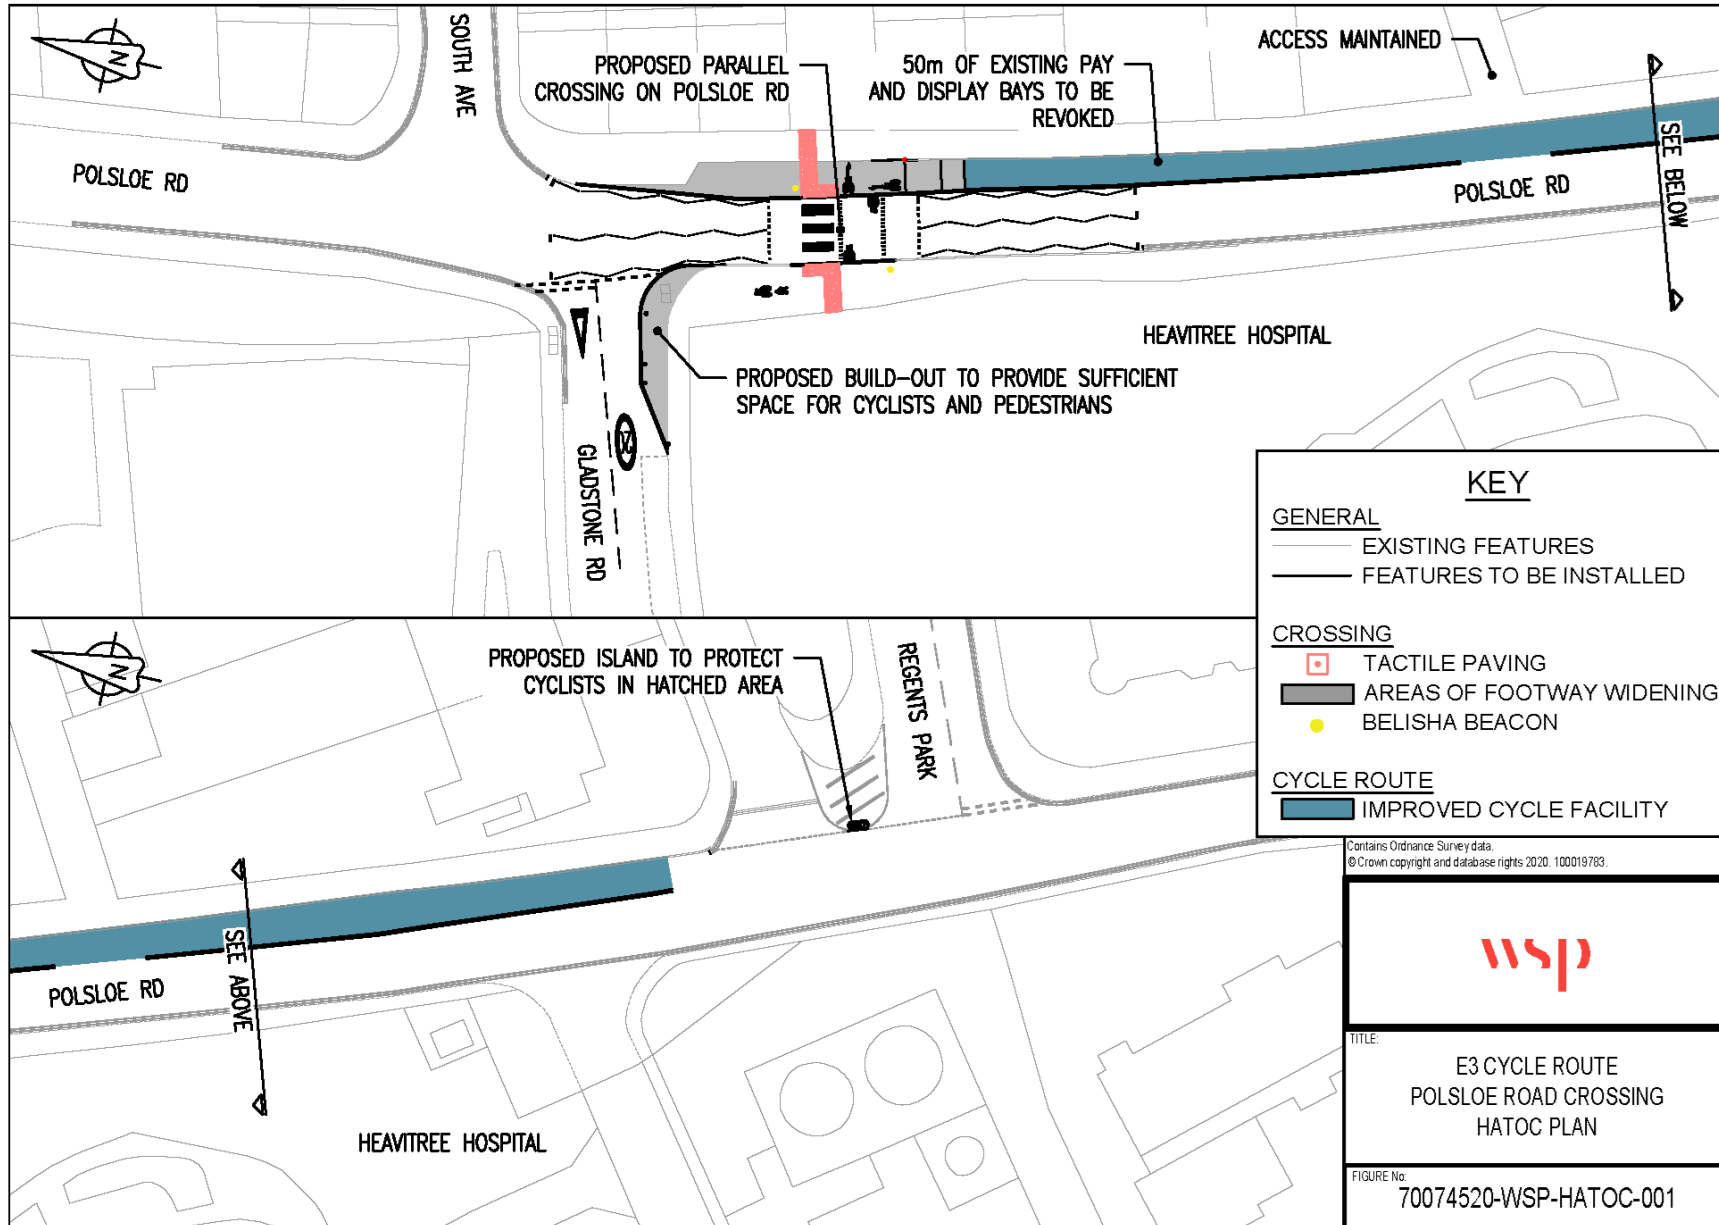 N
SOUTH AVE
PROPOSED PARALLEL
CROSSING ON POLSLOE RD
50m OF EXISTING PAY
AND DISPLAY BAYS TO BE
REVOKED
ACCESS MAINTAINED
POLSLOE RD
POLSLOE RD
SEE BELOW
HEAVITREE HOSPITAL
PROPOSED BUILD-OUT TO PROVIDE SUFFICIENT
SPACE FOR CYCLISTS AND PEDESTRIANS
20
GLADSTONE RD
N
PROPOSED ISLAND TO PROTECT
CYCLISTS IN HATCHED AREA
REGENTS PARK
SEE ABOVE
POLSLOE RD
HEAVITREE HOSPITAL
KEY
GENERAL
EXISTING FEATURES
FEATURES TO BE INSTALLED
CROSSING
TACTILE PAVING
AREAS OF FOOTWAY WIDENING
BELISHA BEACON
CYCLE ROUTE
IMPROVED CYCLE FACILITY
Contains Ordnance Survey data.
© Crown copyright and database rights 2020. 100019783.
wsp
TITLE:
E3 CYCLE ROUTE
POLSLOE ROAD CROSSING
HATOC PLAN
FIGURE No:
70074520-WSP-HATOC-001